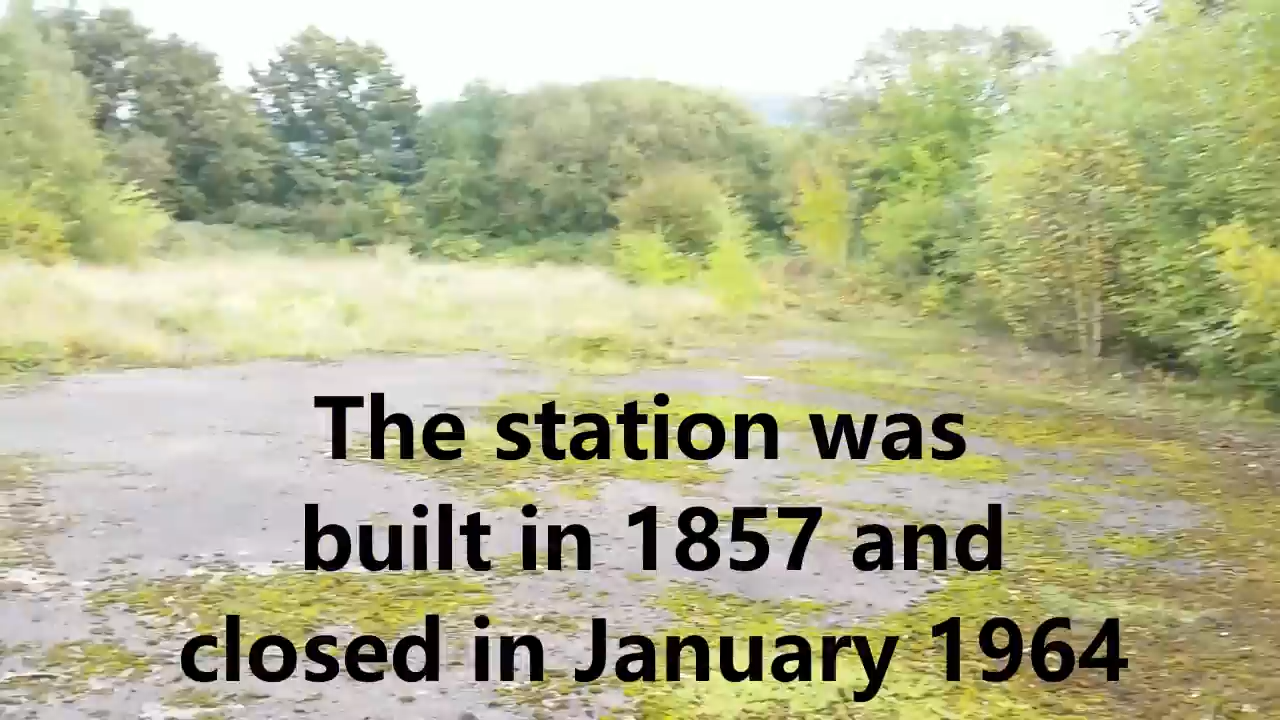 The station was
built in 1857 and
closed in January 1964